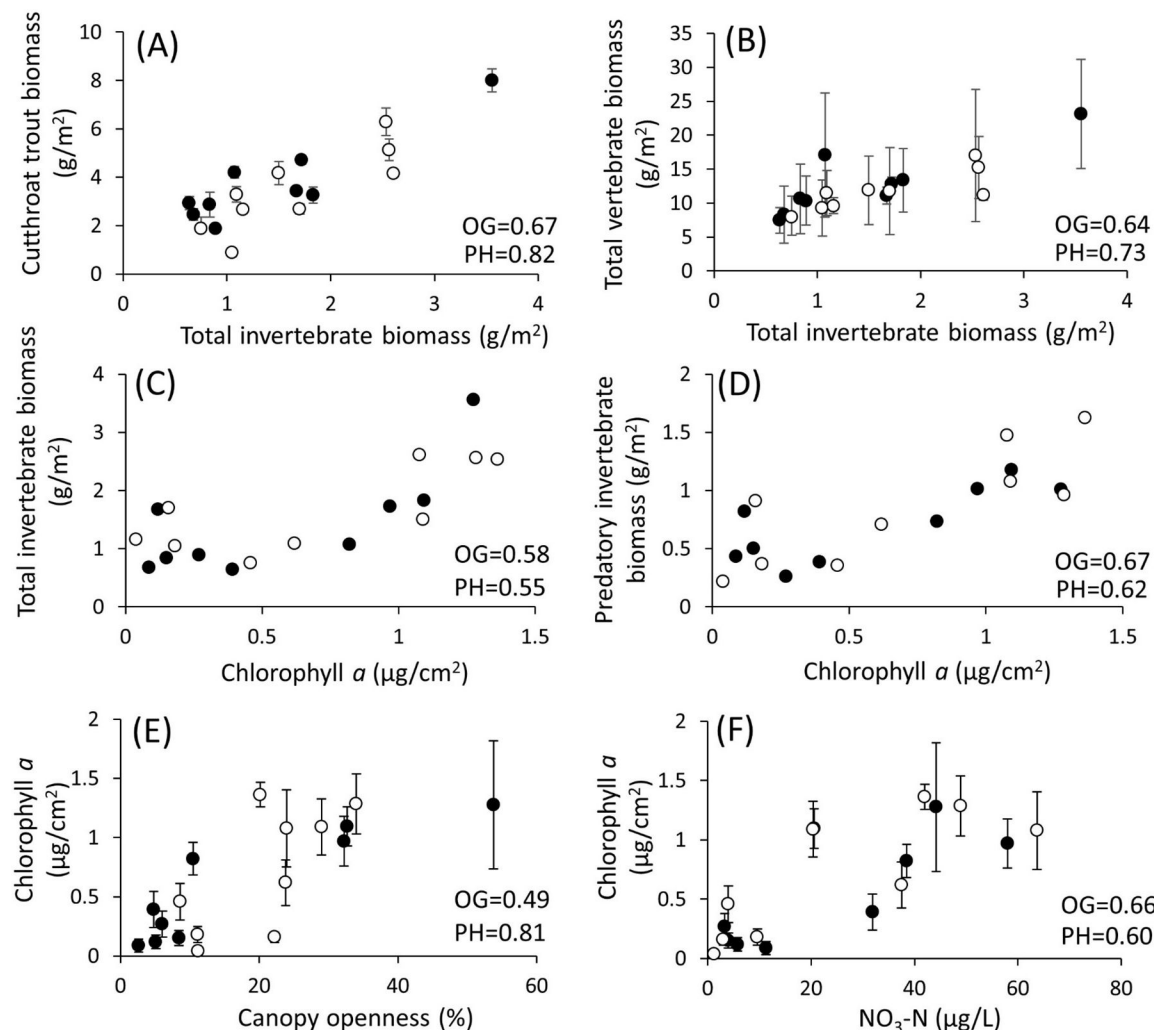 (A)
Cutthroat trout biomass
(g/m²)
10
8
6
4
2
0
0 1 2 3 4
Total invertebrate biomass (g/m²)
OG=0.67
PH=0.82
(B)
Total vertebrate biomass
(g/m²)
35
30
25
20
15
10
5
0
0 1 2 3 4
Total invertebrate biomass (g/m²)
OG=0.64
PH=0.73
(C)
Total invertebrate biomass
(g/m²)
4
3
2
1
0
0 0.5 1 1.5
Chlorophyll a (µg/cm²)
OG=0.58
PH=0.55
(D)
Predatory invertebrate
biomass (g/m²)
2
1.5
1
0.5
0
0 0.5 1 1.5
Chlorophyll a (µg/cm²)
OG=0.67
PH=0.62
(E)
Chlorophyll a
(µg/cm²)
2
1.5
1
0.5
0
0 20 40 60
Canopy openness (%)
OG=0.49
PH=0.81
(F)
Chlorophyll a
(µg/cm²)
2
1.5
1
0.5
0
0 20 40 60 80
NO₃-N (µg/L)
OG=0.66
PH=0.60